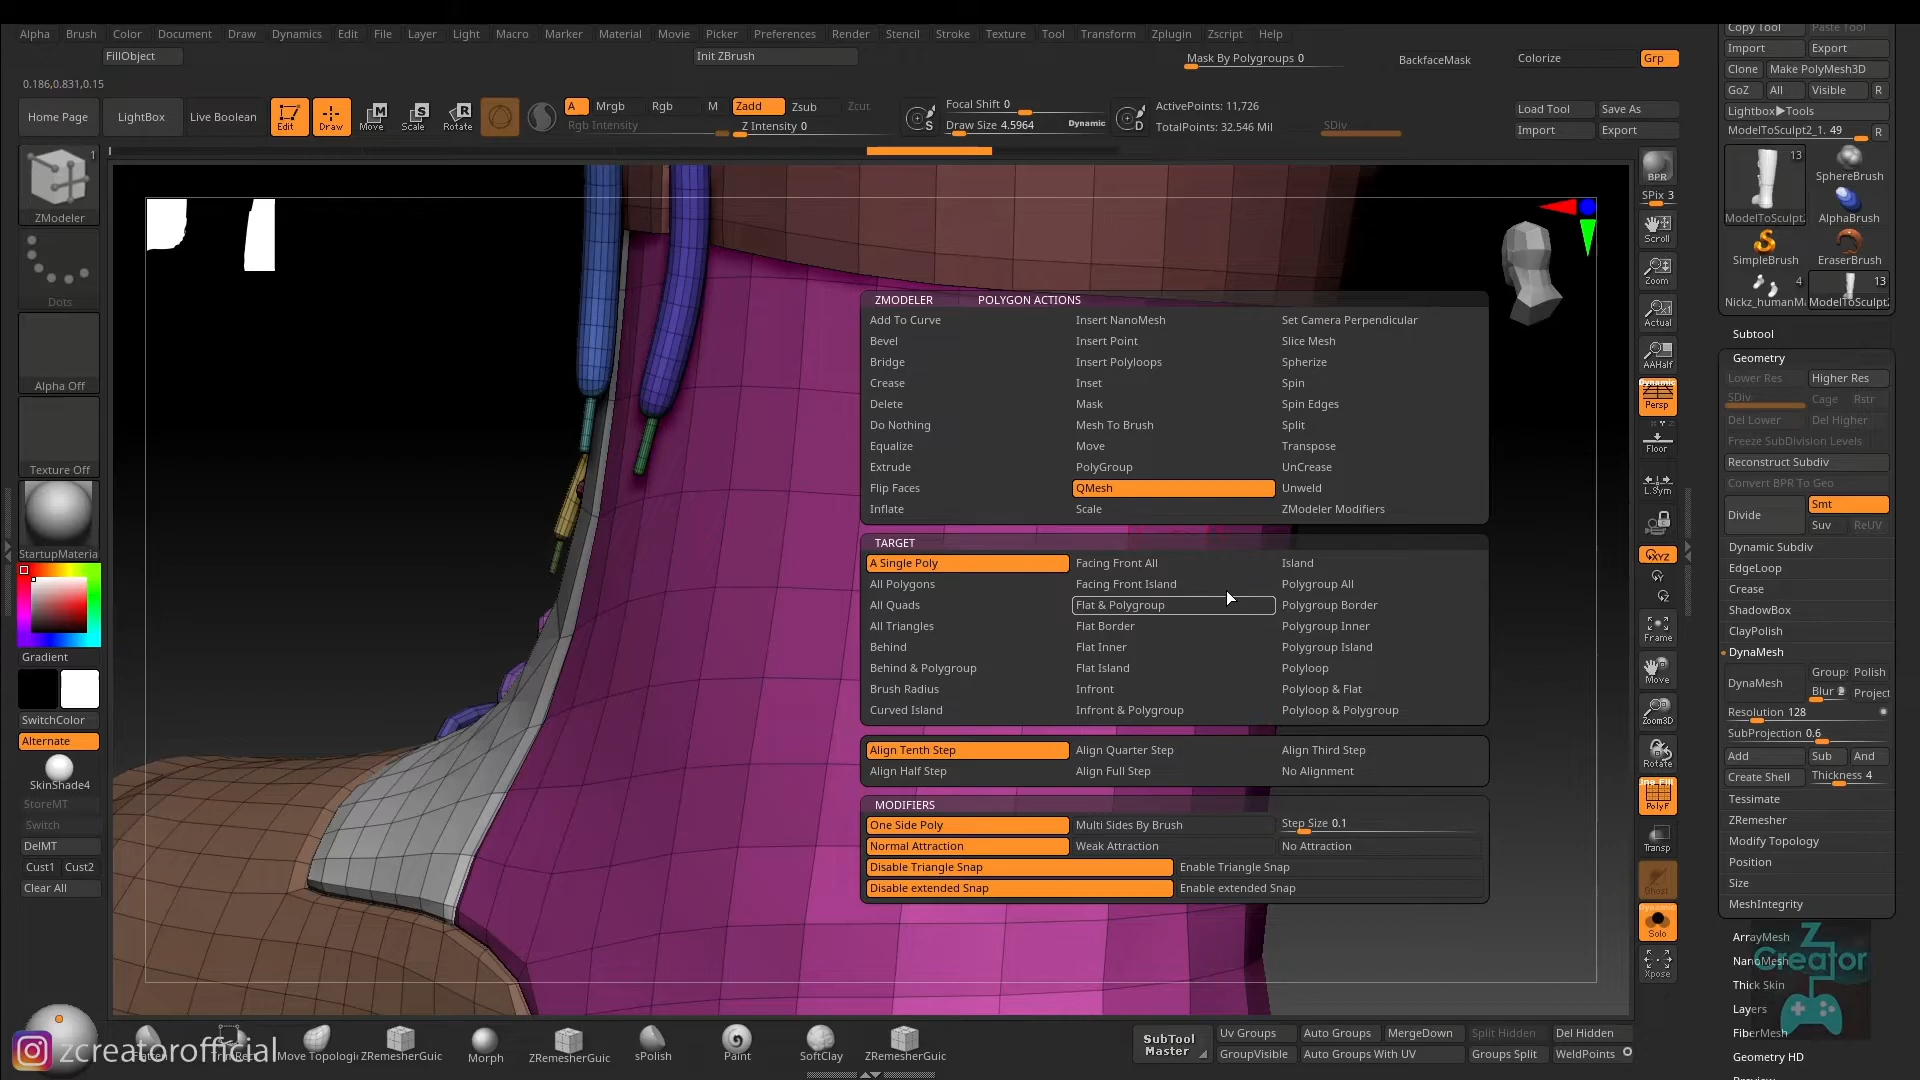 Alpha Brush Color Document Draw Dynamics Edit File Layer Light Macro Marker Material Movie Picker Preferences Render Stencil Stroke Texture Tool Transform Zplugin Zscript Help
FillObject Init ZBrush Mask By Polygroups 0 BackfaceMask Colorize Grp
0.186,0.831,0.15
Home Page LightBox Live Boolean Edit Draw Move Scale Rotate
A Mrgb Rgb M Zadd Zsub Zcut
Rgb Intensity Z Intensity 0
S Focal Shift 0
Draw Size 4.5964 Dynamic D
ActivePoints: 11,726
TotalPoints: 32.546 Mil SDiv
Load Tool Save As
Import Export
1
ZModeler
Dots
Alpha Off
Texture Off
StartupMateria
Gradient
SwitchColor
Alternate
SkinShade4
StoreMT
Switch
DelMT
Cust1 Cust2
Clear All
ZMODELER POLYGON ACTIONS
Add To Curve Insert NanoMesh Set Camera Perpendicular
Bevel Insert Point Slice Mesh
Bridge Insert Polyloops Spherize
Crease Inset Spin
Delete Mask Spin Edges
Do Nothing Mesh To Brush Split
Equalize Move Transpose
Extrude PolyGroup UnCrease
Flip Faces QMesh Unweld
Inflate Scale ZModeler Modifiers
TARGET
A Single Poly Facing Front All Island
All Polygons Facing Front Island Polygroup All
All Quads Flat & Polygroup Polygroup Border
All Triangles Flat Border Polygroup Inner
Behind Flat Inner Polygroup Island
Behind & Polygroup Flat Island Polyloop
Brush Radius Infront Polyloop & Flat
Curved Island Infront & Polygroup Polyloop & Polygroup
Align Tenth Step Align Quarter Step Align Third Step
Align Half Step Align Full Step No Alignment
MODIFIERS
One Side Poly Multi Sides By Brush Step Size 0.1
Normal Attraction Weak Attraction No Attraction
Disable Triangle Snap Enable Triangle Snap
Disable extended Snap Enable extended Snap
BPR
SPix 3
Scroll
Zoom
Actual
AAHalf
Dynamic
Persp
Floor
L.Sym
XYZ
Frame
Move
Zoom3D
Rotate
PolyF
Transp
Ghost
Dynamic
Solo
Xpose
Copy Tool Paste Tool
Import Export
Clone Make PolyMesh3D
GoZ All Visible R
Lightbox▶Tools
ModelToSculpt2_1. 49 R
13
SphereBrush
ModelToSculpt. AlphaBrush
SimpleBrush EraserBrush
4 13
Nickz_humanMa ModelToSculpt.
Subtool
Geometry
Lower Res Higher Res
SDiv Cage Rstr
Del Lower Del Higher
Freeze SubDivision Levels
Reconstruct Subdiv
Convert BPR To Geo
Divide Smt
Suv ReUV
Dynamic Subdiv
EdgeLoop
Crease
ShadowBox
ClayPolish
DynaMesh
DynaMesh Group: Polish
Blur 2 Project
Resolution 128
SubProjection 0.6
Add Sub And
Create Shell Thickness 4
Tessimate
ZRemesher
Modify Topology
Position
Size
MeshIntegrity
ArrayMesh
NanoMesh
Thick Skin
Layers
FiberMesh
Geometry HD
Preview
Z
Creator
zcreatorofficial
Move Topologi ZRemesherGuic Morph ZRemesherGuic sPolish Paint SoftClay ZRemesherGuic
SubTool
Master
Uv Groups Auto Groups MergeDown Split Hidden Del Hidden
GroupVisible Auto Groups With UV Groups Split WeldPoints